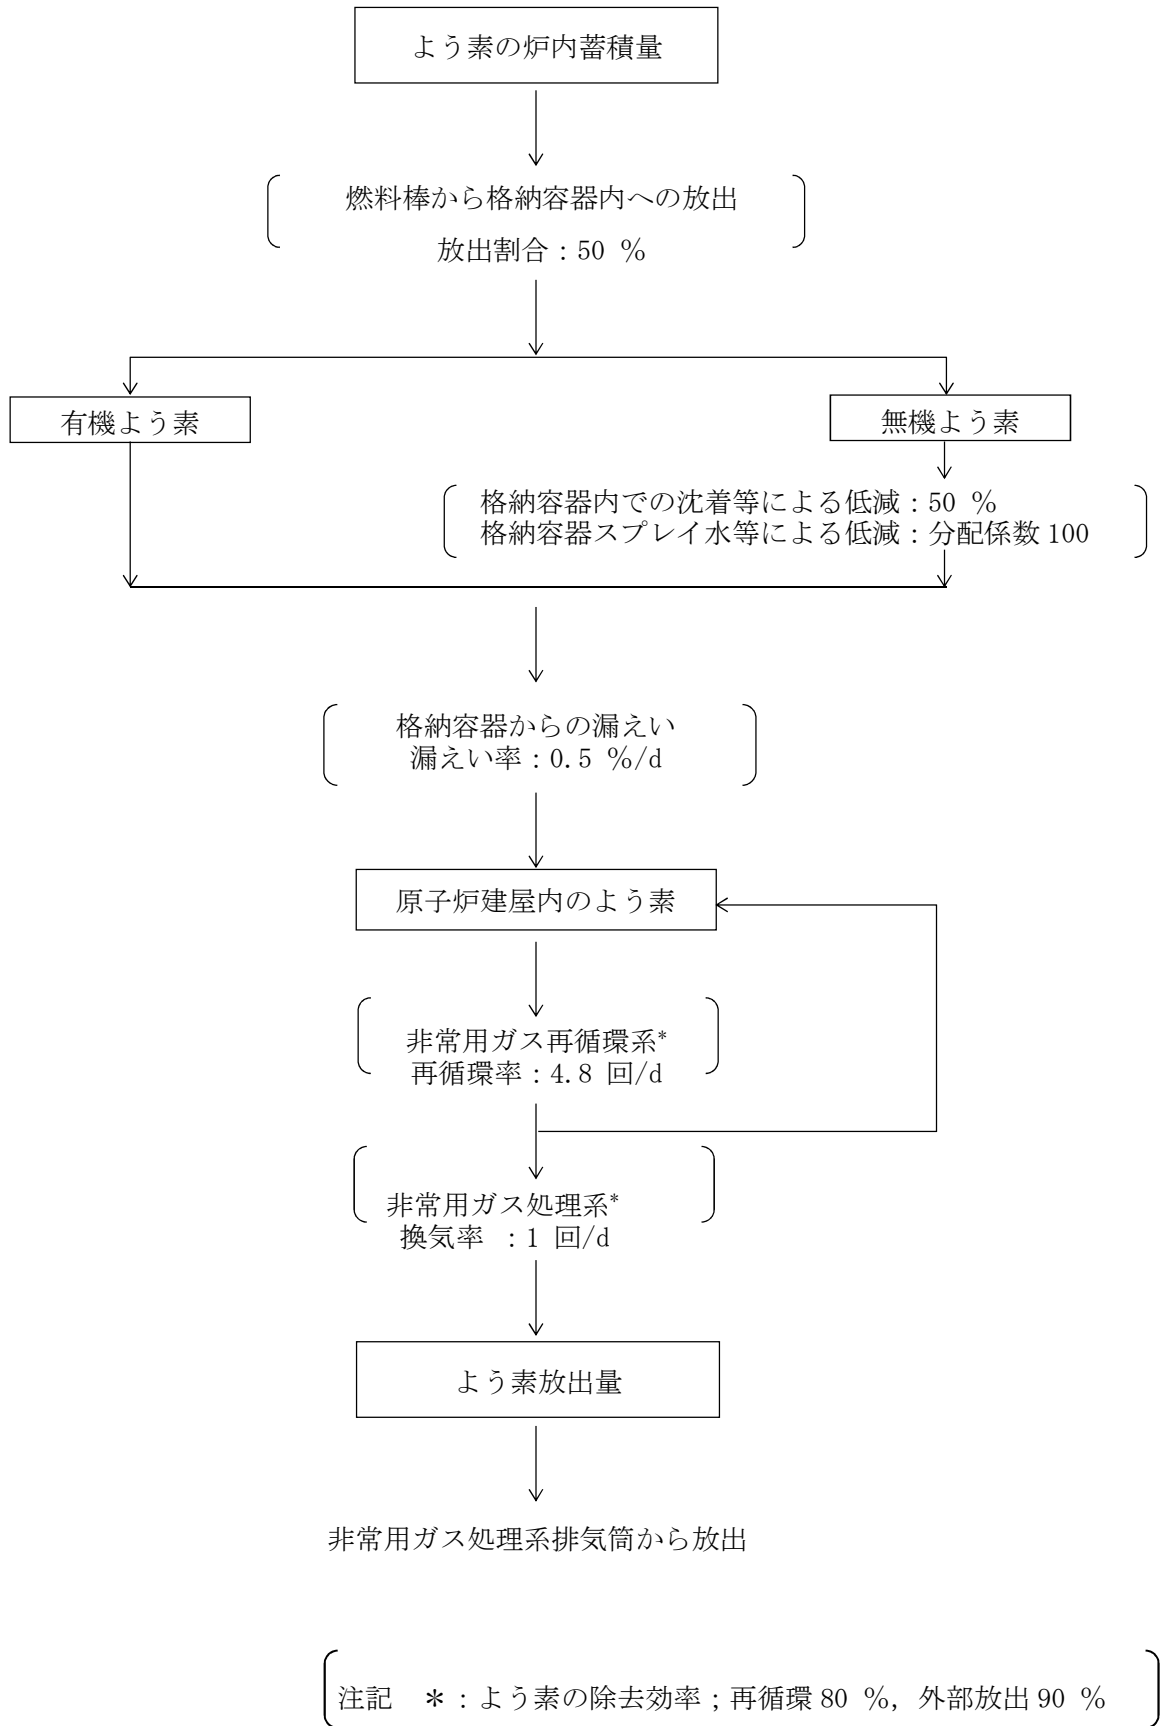 よう素の炉内蓄積量
燃料棒から格納容器内への放出
放出割合：50 %
有機よう素
無機よう素
格納容器内での沈着等による低減：50 %
格納容器スプレイ水等による低減：分配係数 100
格納容器からの漏えい
漏えい率：0.5 %/d
原子炉建屋内のよう素
非常用ガス再循環系*
再循環率：4.8 回/d
非常用ガス処理系*
換気率 ：1 回/d
よう素放出量
非常用ガス処理系排気筒から放出
注記 ＊：よう素の除去効率；再循環 80 %，外部放出 90 %